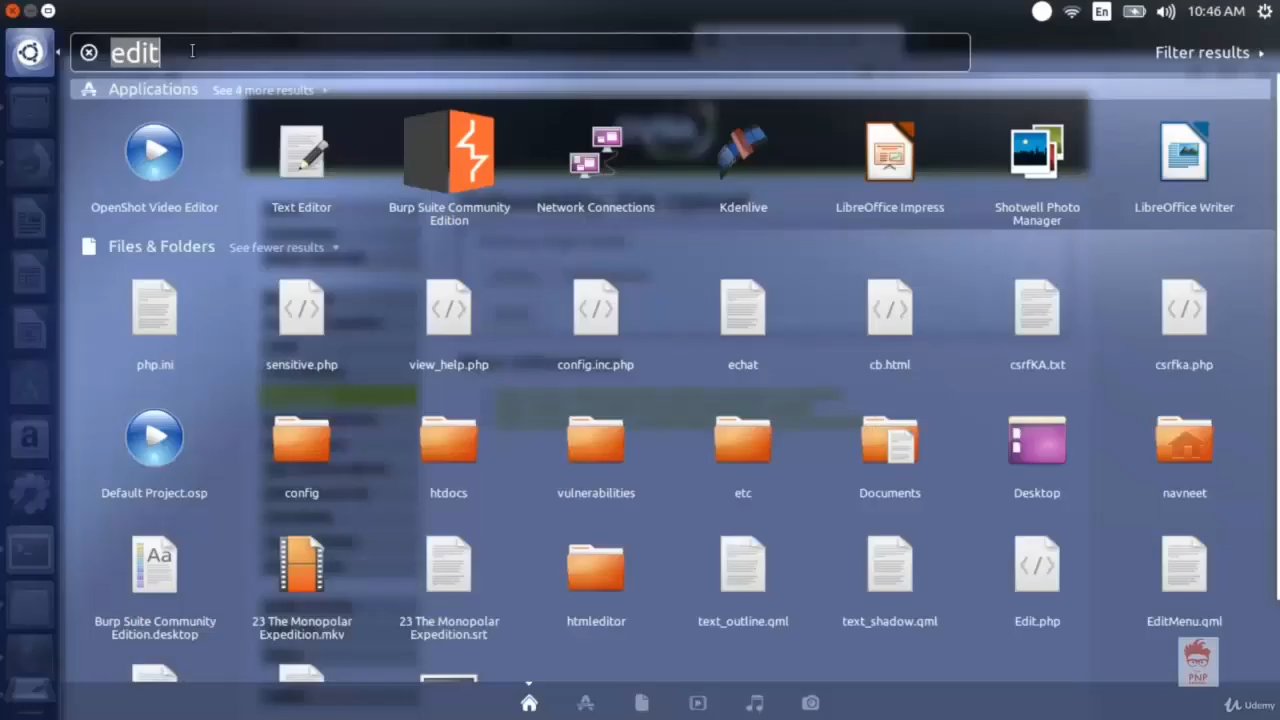 En 10:46 AM
edit
Filter results
Applications See 4 more results
OpenShot Video Editor
Text Editor
Burp Suite Community
Edition
Network Connections
Kdenlive
LibreOffice Impress
Shotwell Photo
Manager
LibreOffice Writer
Files & Folders See fewer results
php.ini
sensitive.php
view_help.php
config.inc.php
echat
cb.html
csrfKA.txt
csrfka.php
Default Project.osp
config
htdocs
vulnerabilities
etc
Documents
Desktop
navneet
Burp Suite Community
Edition.desktop
23 The Monopolar
Expedition.mkv
23 The Monopolar
Expedition.srt
htmleditor
text_outline.qml
text_shadow.qml
Edit.php
EditMenu.qml
PNP
Udemy